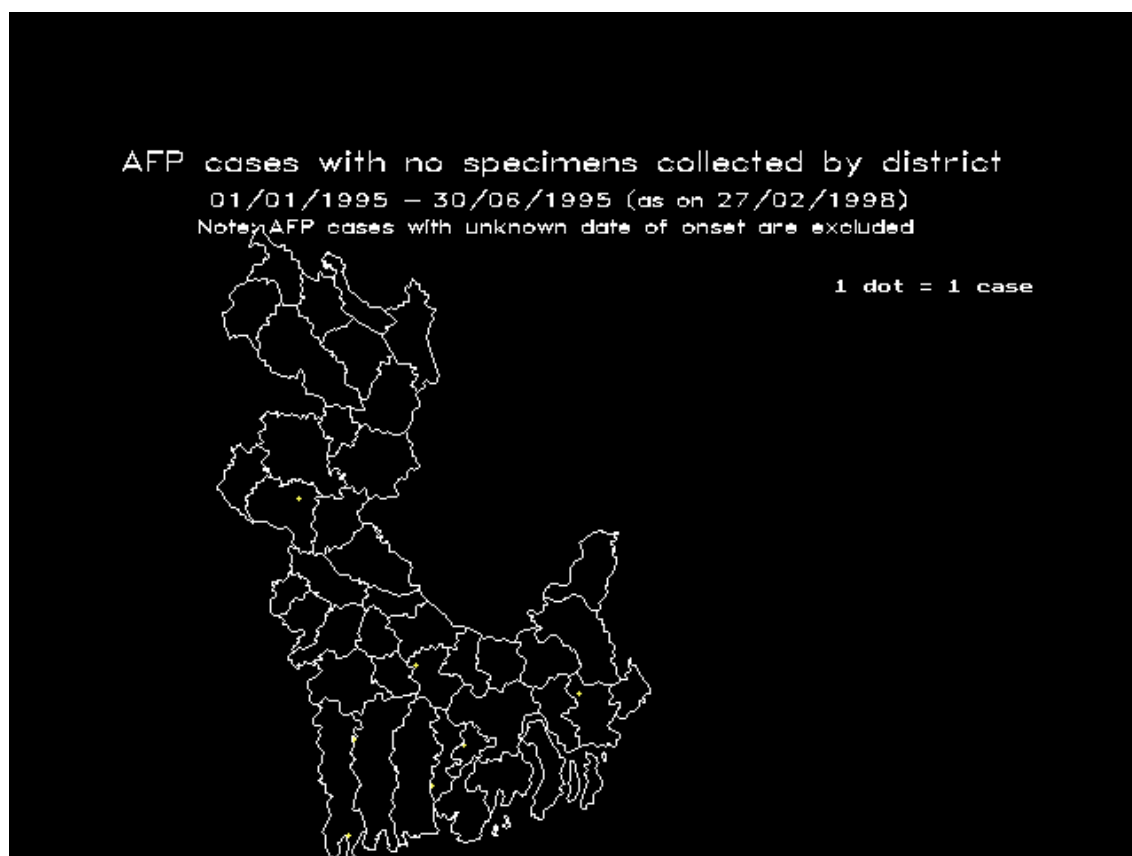 AFP cases with no specimens collected by district
01/01/1995 – 30/06/1995 (as on 27/02/1998)
Note: AFP cases with unknown date of onset are excluded
1 dot = 1 case